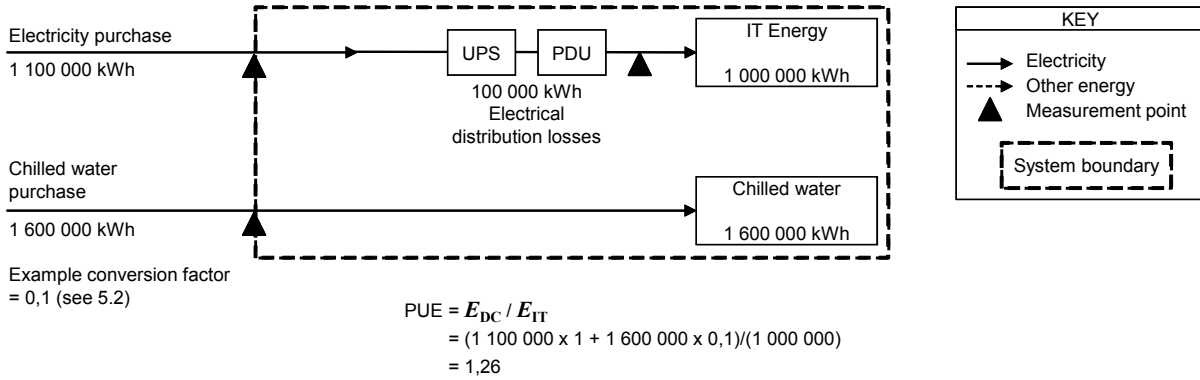 Electricity purchase
1 100 000 kWh
UPS
PDU
100 000 kWh
Electrical
distribution losses
IT Energy
1 000 000 kWh
Chilled water
purchase
1 600 000 kWh
Chilled water
1 600 000 kWh
Example conversion factor
= 0,1 (see 5.2)
PUE = E_DC / E_IT
= (1 100 000 x 1 + 1 600 000 x 0,1)/(1 000 000)
= 1,26
KEY
Electricity
Other energy
Measurement point
System boundary